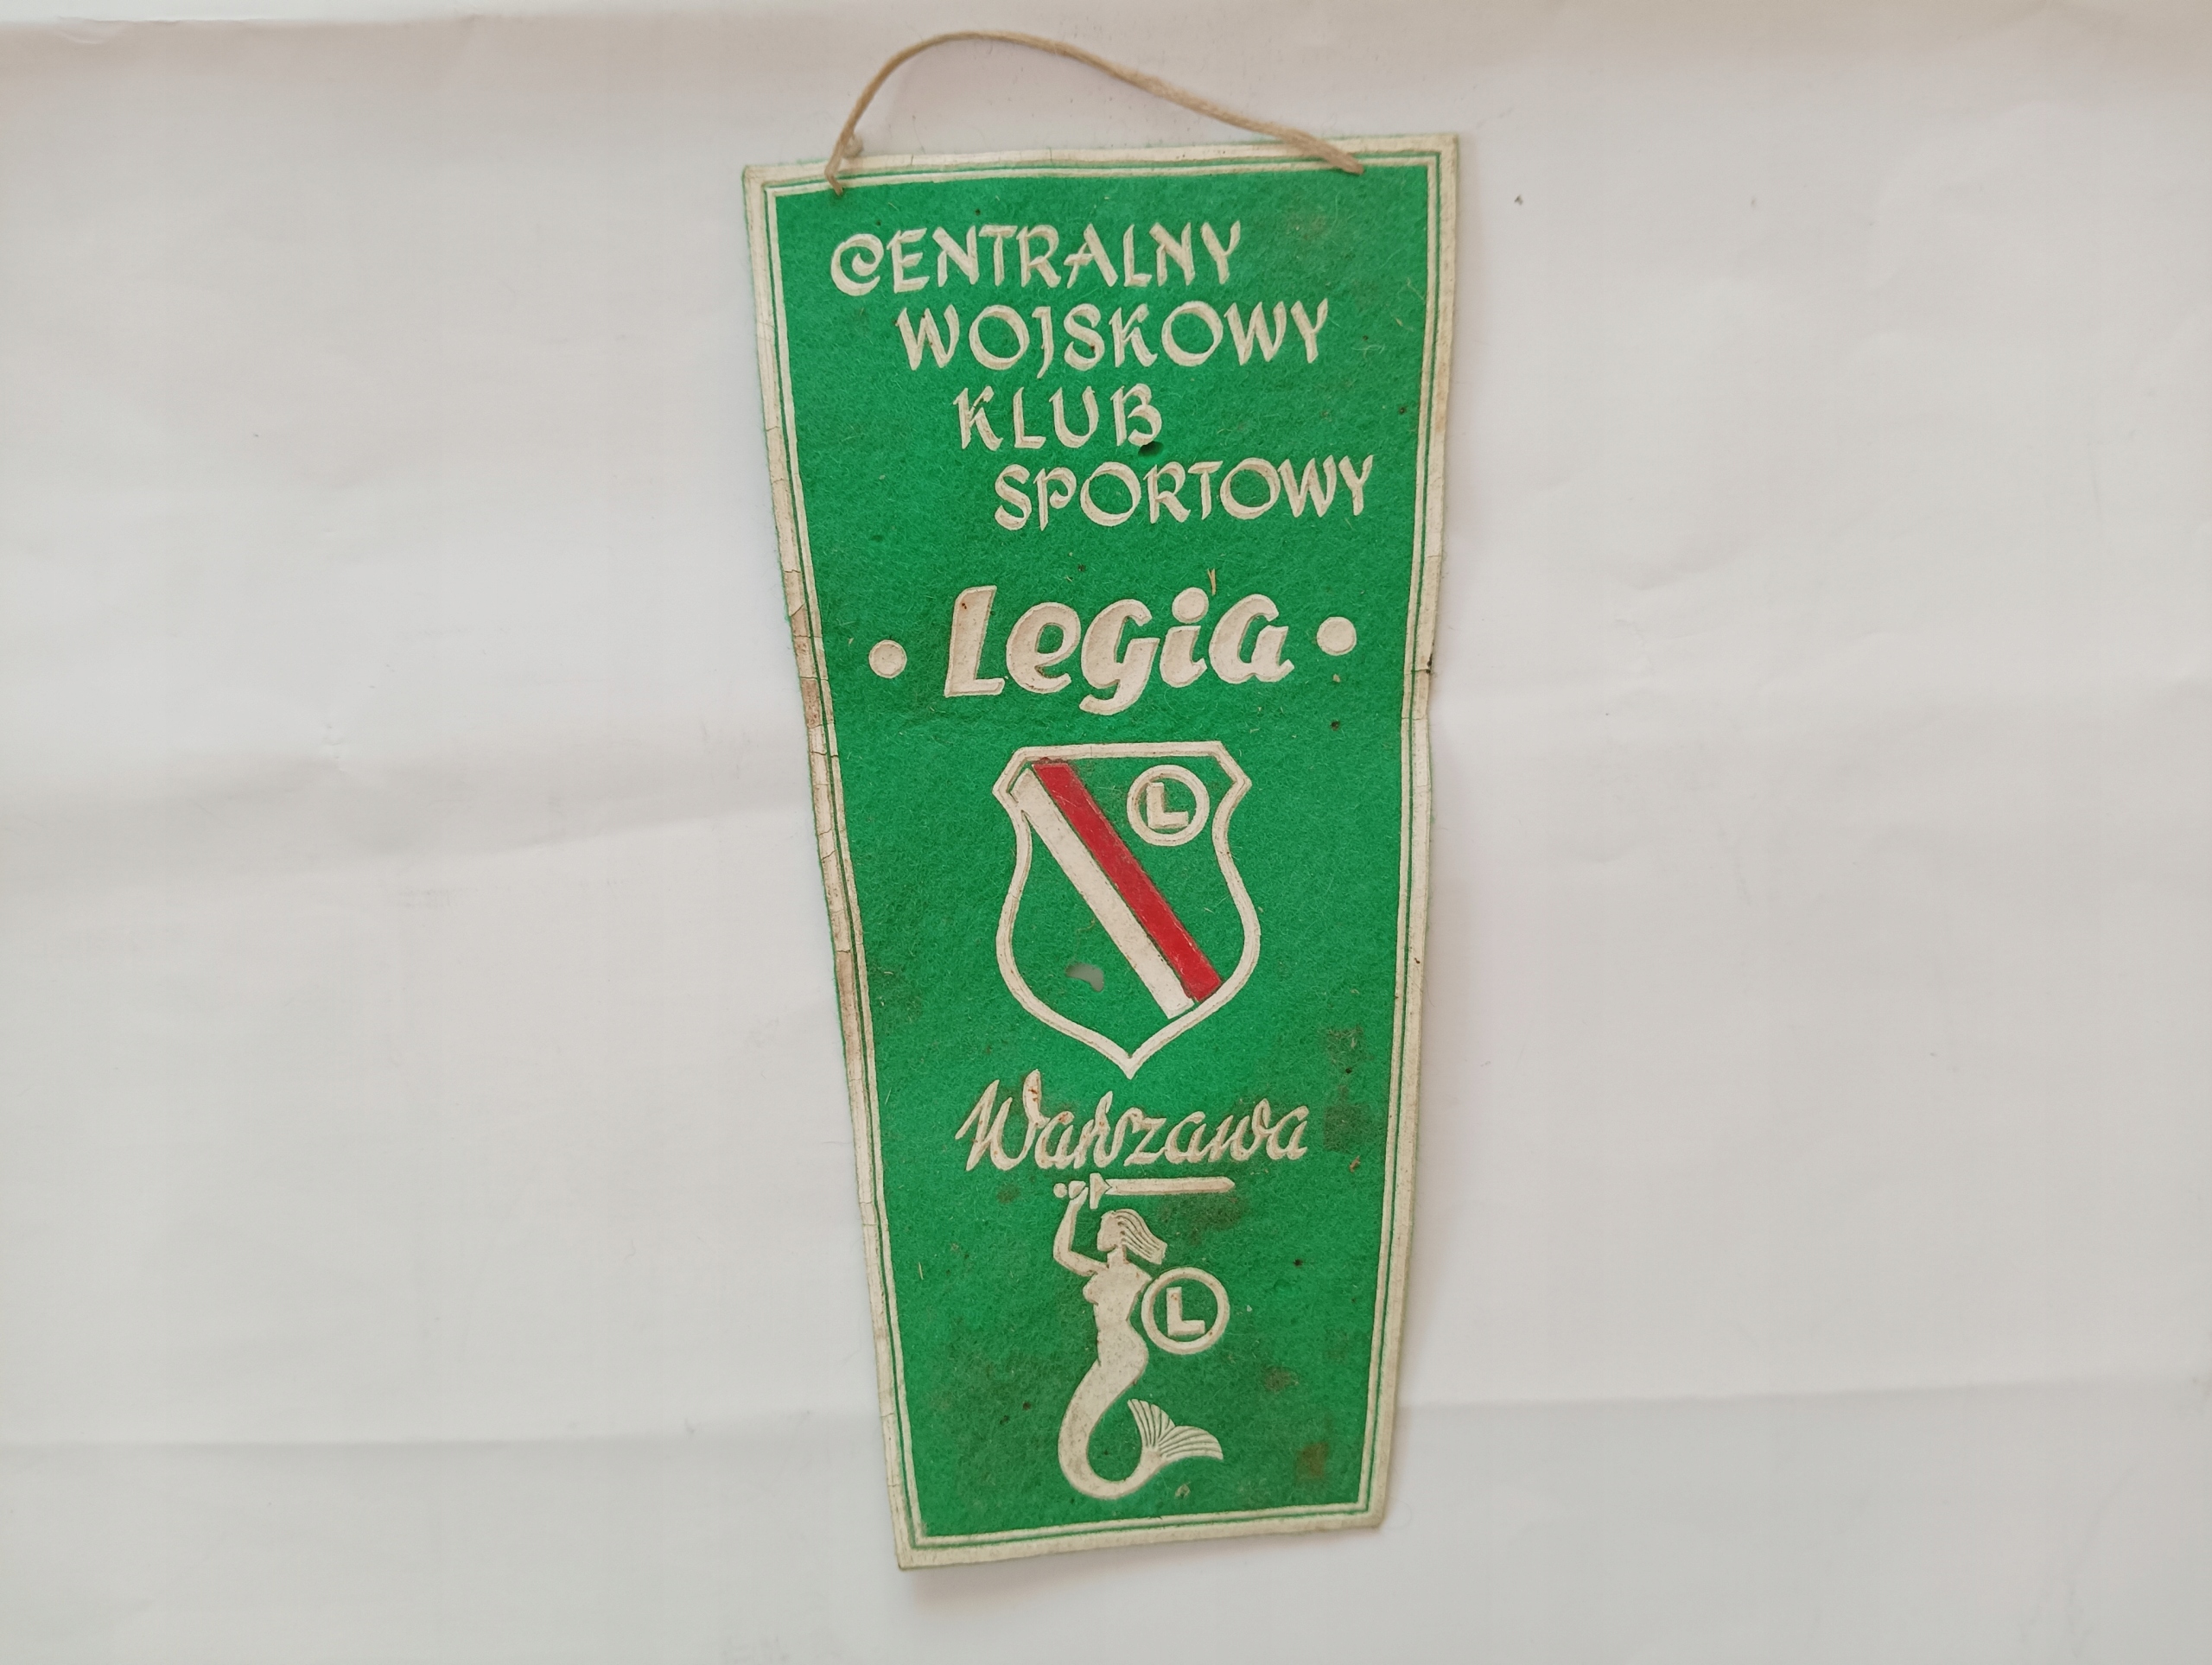 CENTRALNY
WOJSKOWY
KLUB
SPORTOWY
• Legia •
L
Warszawa
L